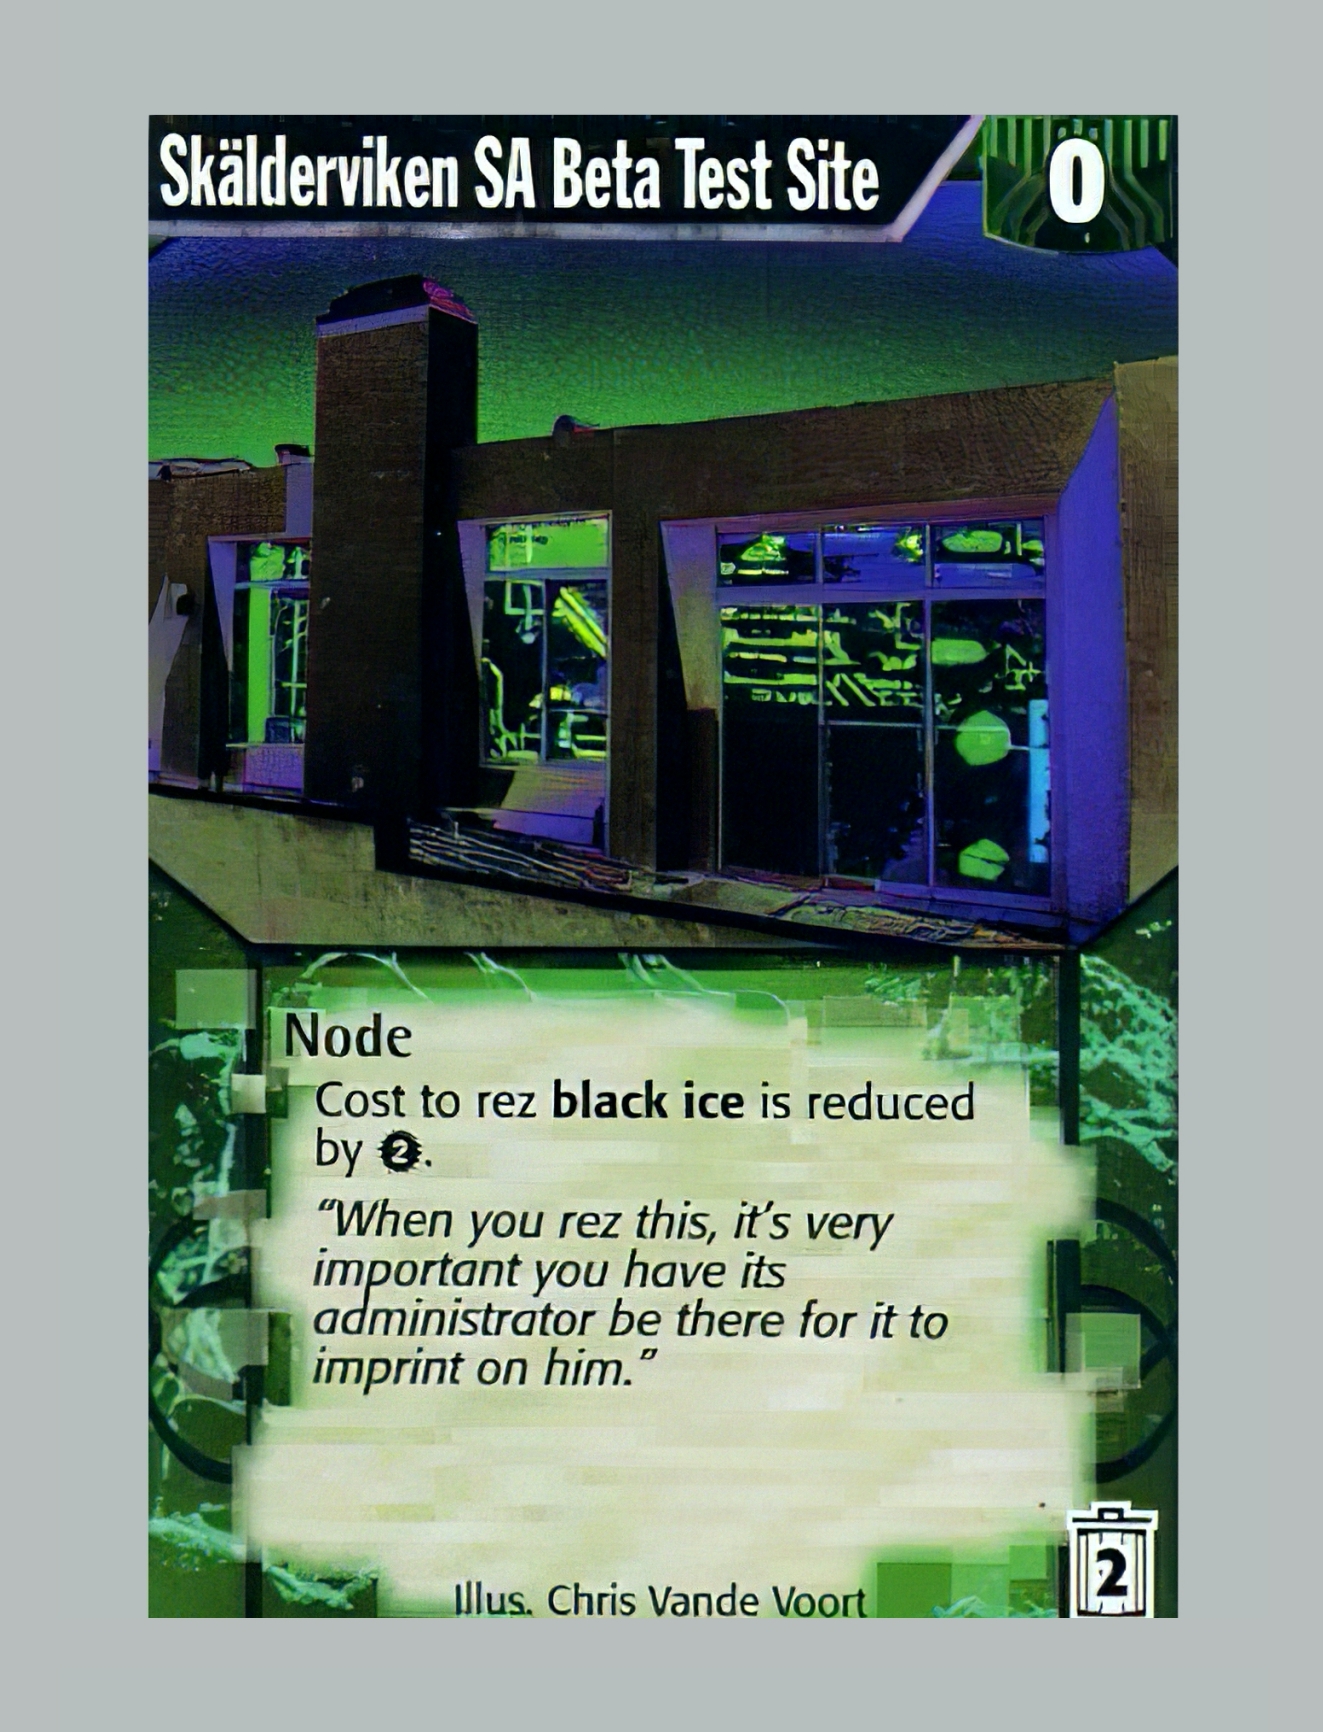 Skälderviken SA Beta Test Site
0
Node
Cost to rez black ice is reduced
by 2.
“When you rez this, it’s very
important you have its
administrator be there for it to
imprint on him.”
2
Illus. Chris Vande Voort